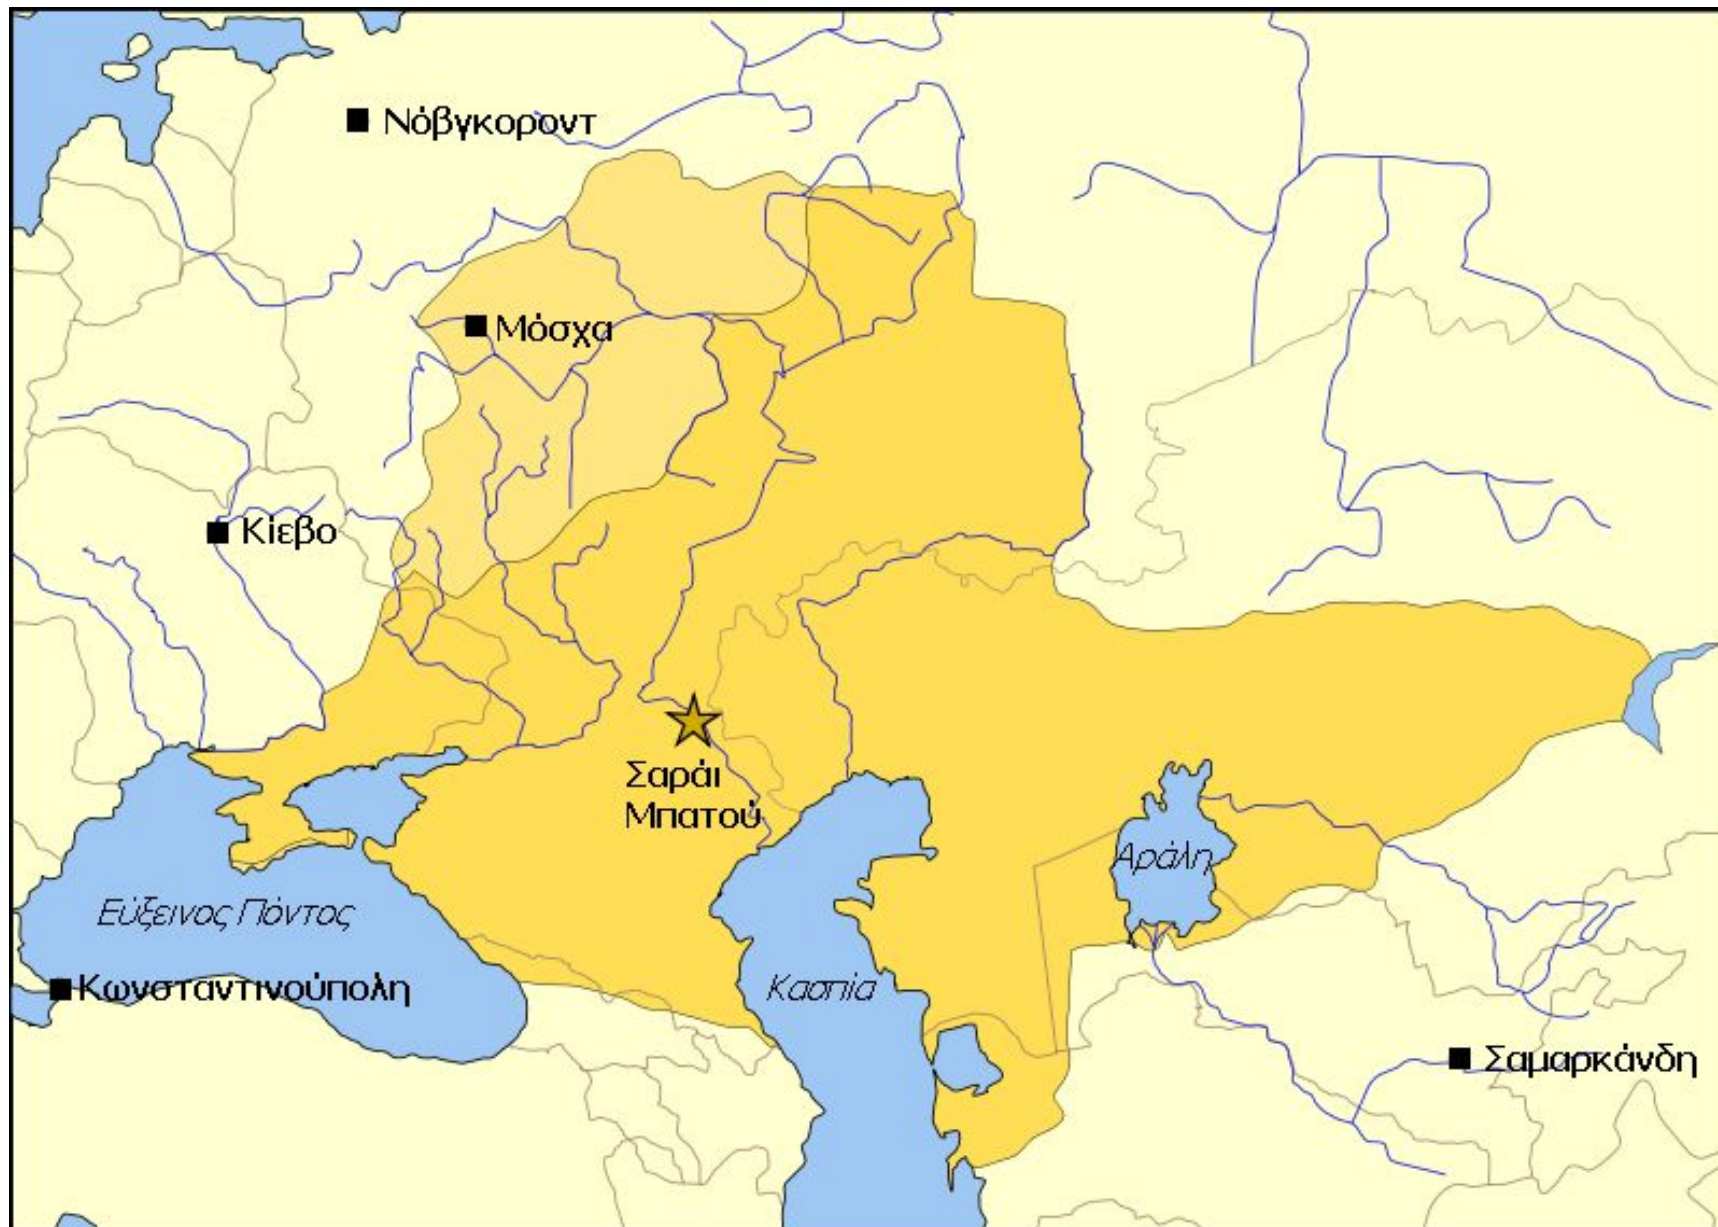 Νόβγκοροντ
Μόσχα
Κίεβο
Σαράι
Μπατού
Αράλη
Εύξεινος Πόντος
Κασπία
Κωνσταντινούπολη
Σαμαρκάνδη